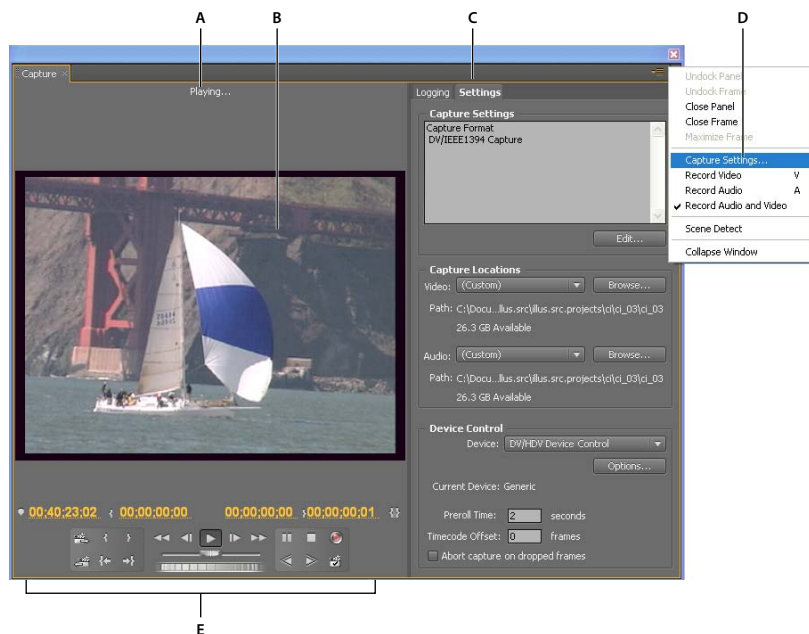 A B C D
Capture ×
Playing...
Logging Settings
Capture Settings
Capture Format
DV/IEEE1394 Capture
Edit...
Capture Locations
Video: (Custom) Browse...
Path: C:\Docu...llus.src\illus.src.projects\ci\ci_03\ci_03
26.3 GB Available
Audio: (Custom) Browse...
Path: C:\Docu...llus.src\illus.src.projects\ci\ci_03\ci_03
26.3 GB Available
Device Control
Device: DV/HDV Device Control
Options...
Current Device: Generic
Preroll Time: 2 seconds
Timecode Offset: 0 frames
Abort capture on dropped frames
00;40;23;02 { 00;00;00;00 00;00;00;00 } 00;00;00;01
Undock Panel
Undock Frame
Close Panel
Close Frame
Maximize Frame
Capture Settings...
Record Video V
Record Audio A
Record Audio and Video
Scene Detect
Collapse Window
E